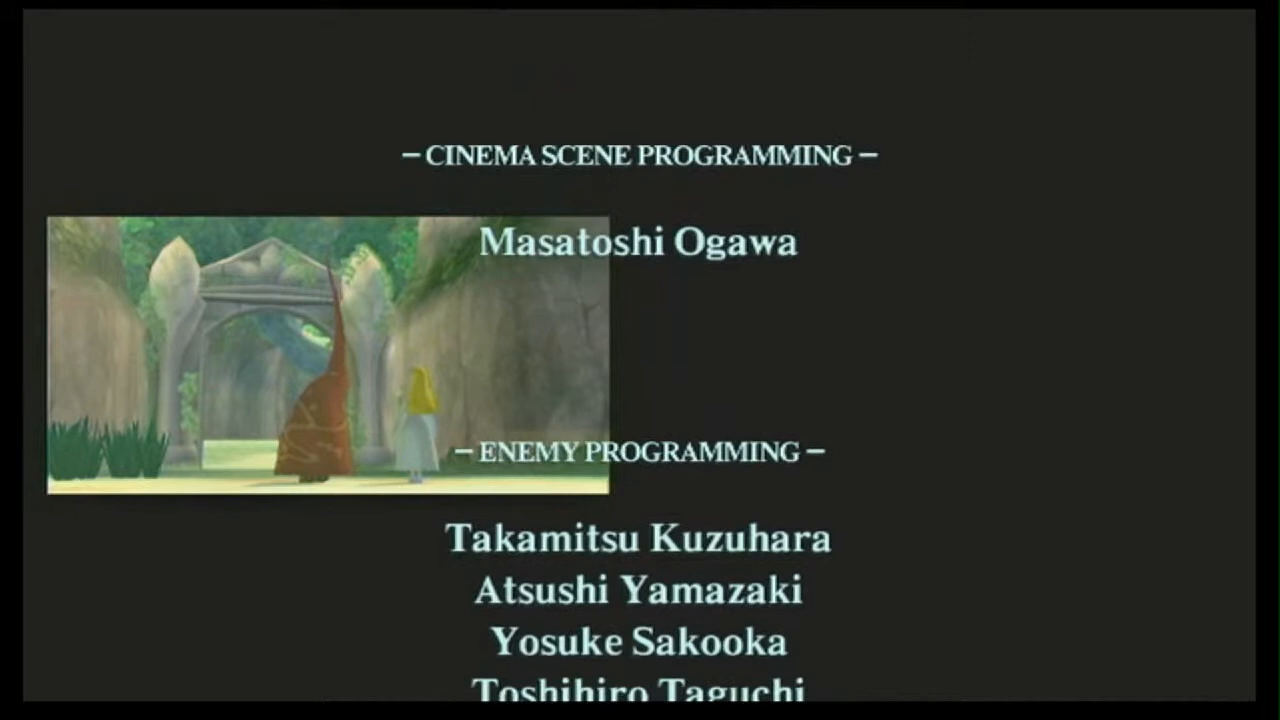 — CINEMA SCENE PROGRAMMING —
Masatoshi Ogawa
— ENEMY PROGRAMMING —
Takamitsu Kuzuhara
Atsushi Yamazaki
Yosuke Sakooka
Toshihiro Taguchi